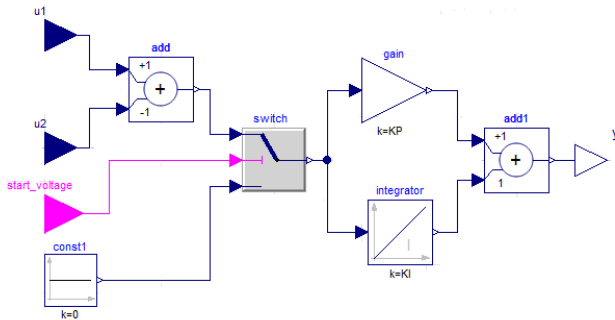 u1
add
+1
+
-1
u2
switch
start_voltage
const1
k=0
gain
k=KP
integrator
I
k=KI
add1
+1
+
1
y